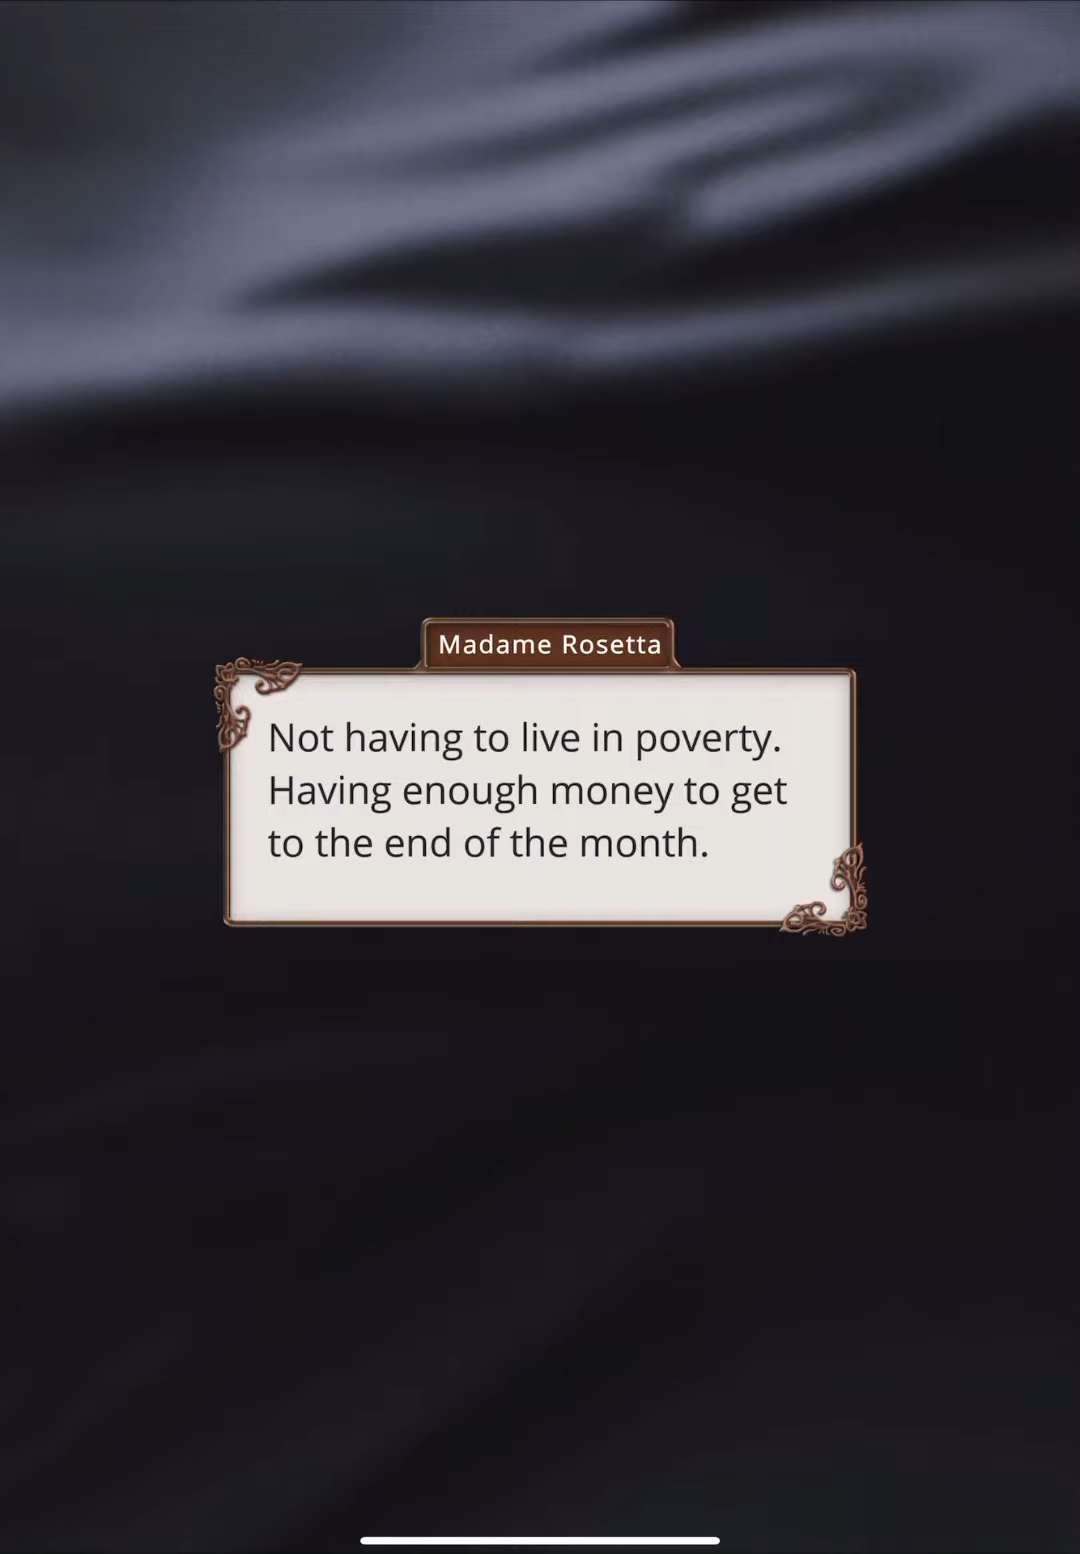 Madame Rosetta
Not having to live in poverty.
Having enough money to get
to the end of the month.